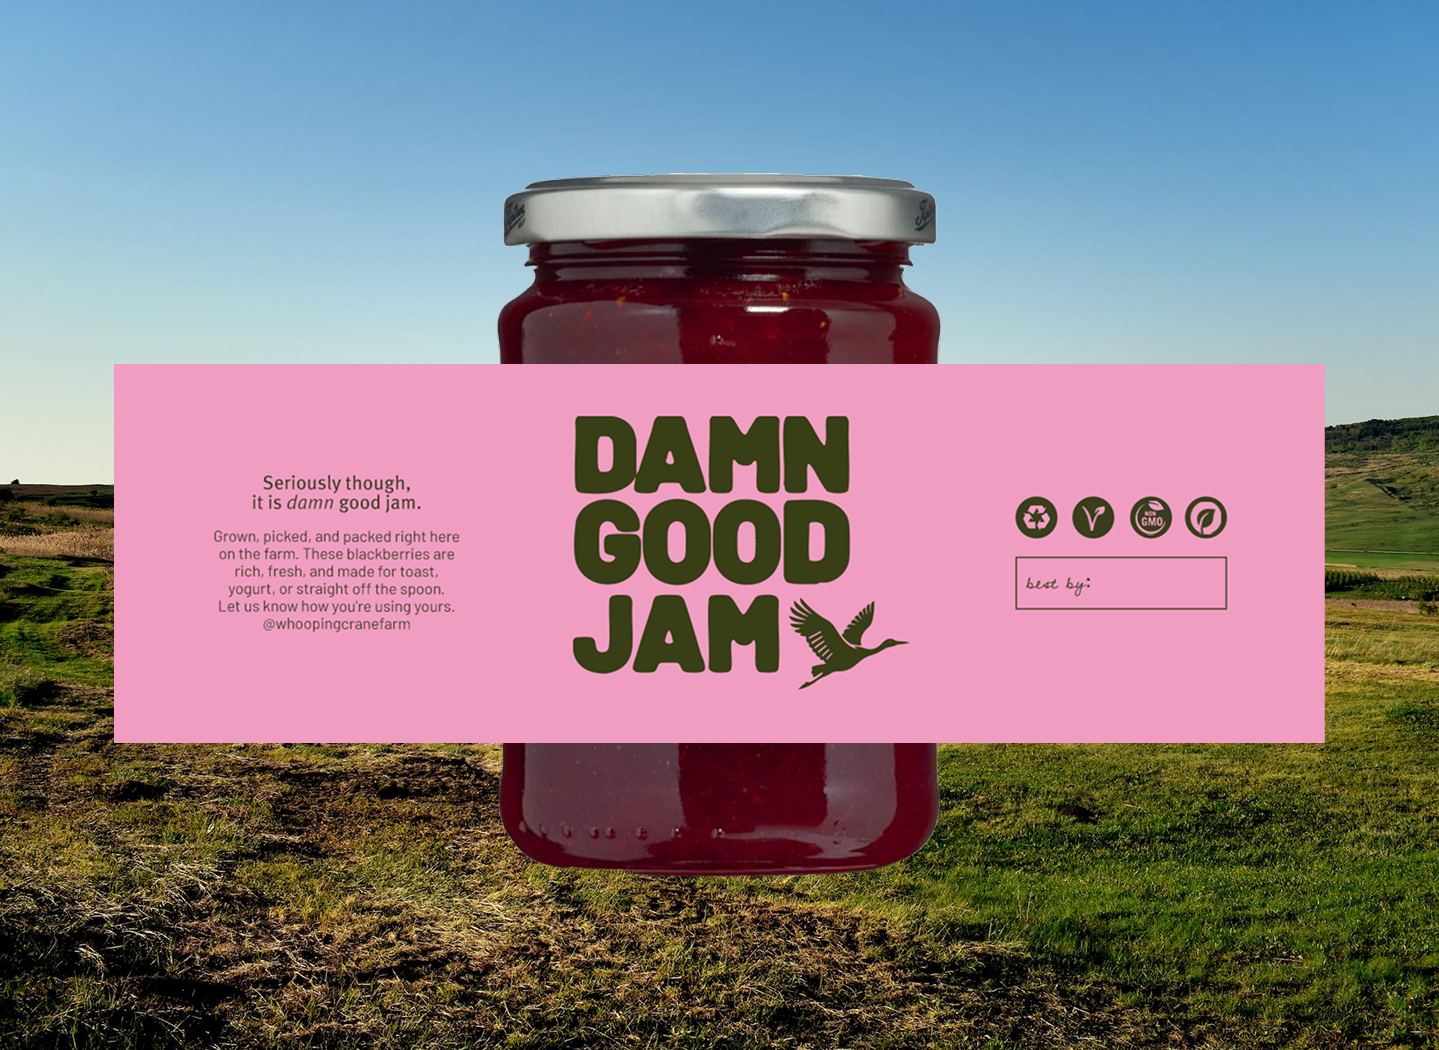 Seriously though,
it is damn good jam.
Grown, picked, and packed right here
on the farm. These blackberries are
rich, fresh, and made for toast,
yogurt, or straight off the spoon.
Let us know how you're using yours.
@whoopingcranefarm
DAMN
GOOD
JAM
NON
GMO
best by: